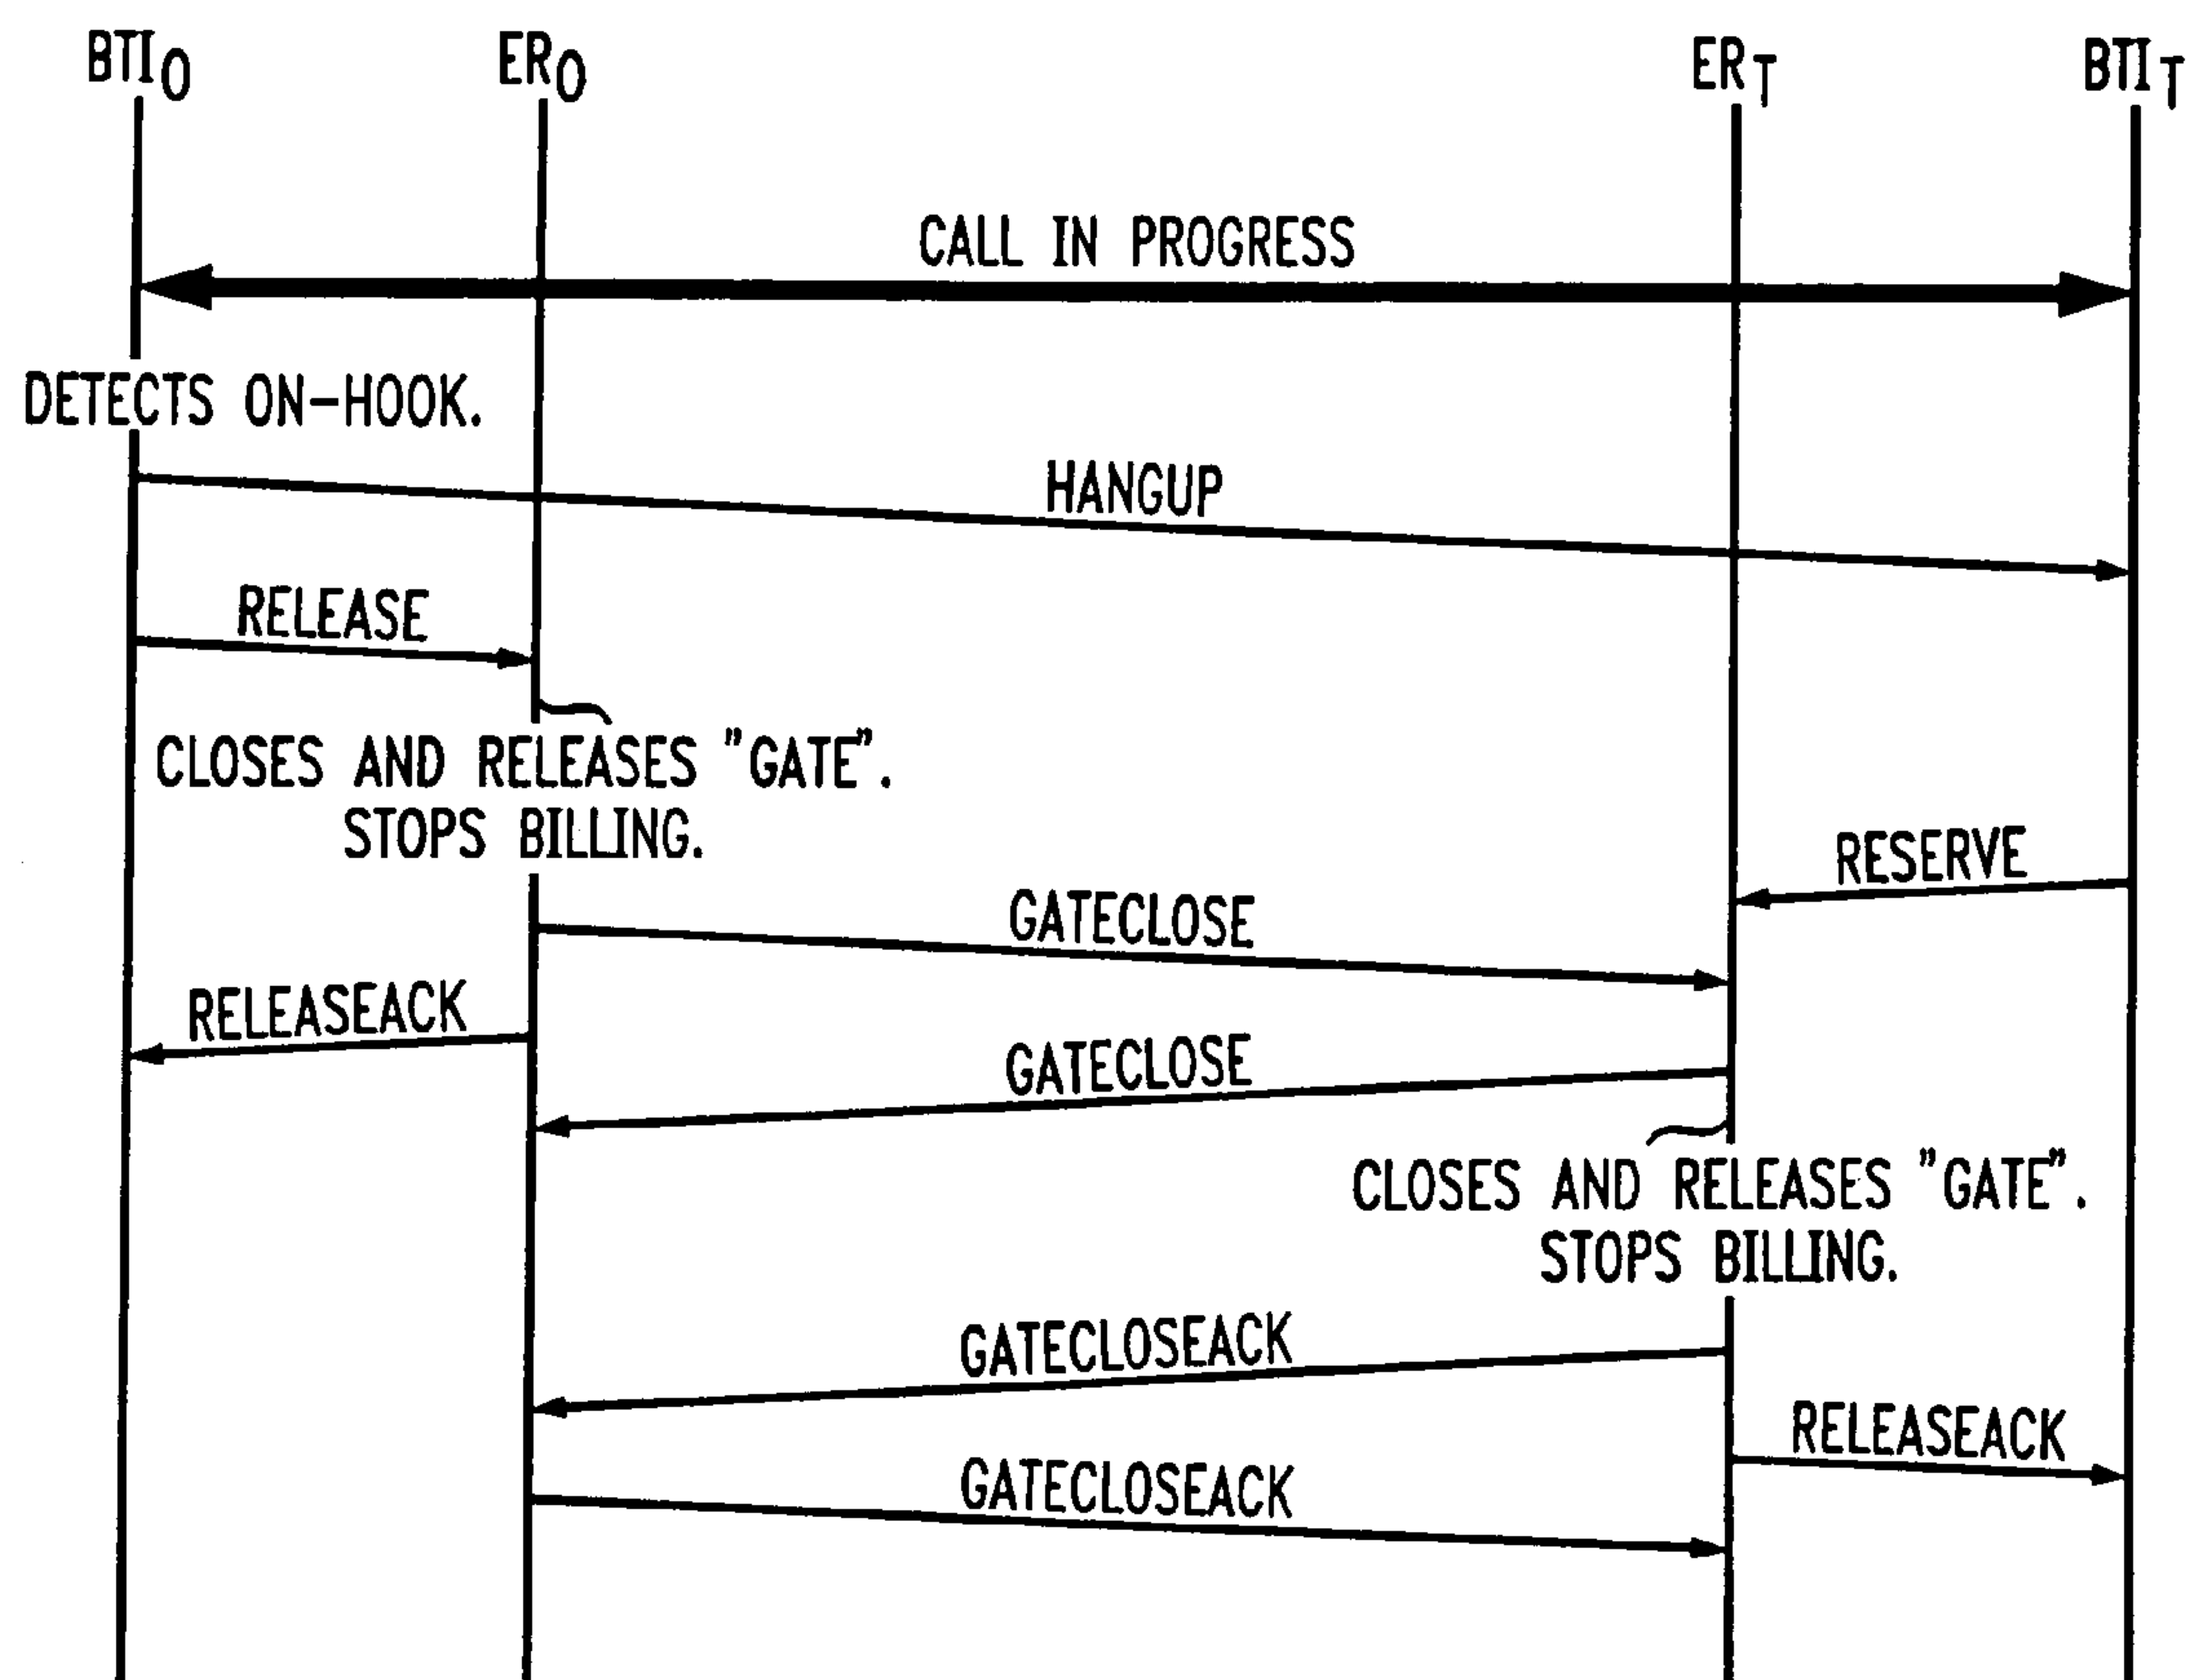 BTIO
ERO
ERT
BTIT
CALL IN PROGRESS
DETECTS ON-HOOK.
HANGUP
RELEASE
CLOSES AND RELEASES "GATE".
STOPS BILLING.
RESERVE
GATECLOSE
RELEASEACK
GATECLOSE
CLOSES AND RELEASES "GATE".
STOPS BILLING.
GATECLOSEACK
RELEASEACK
GATECLOSEACK